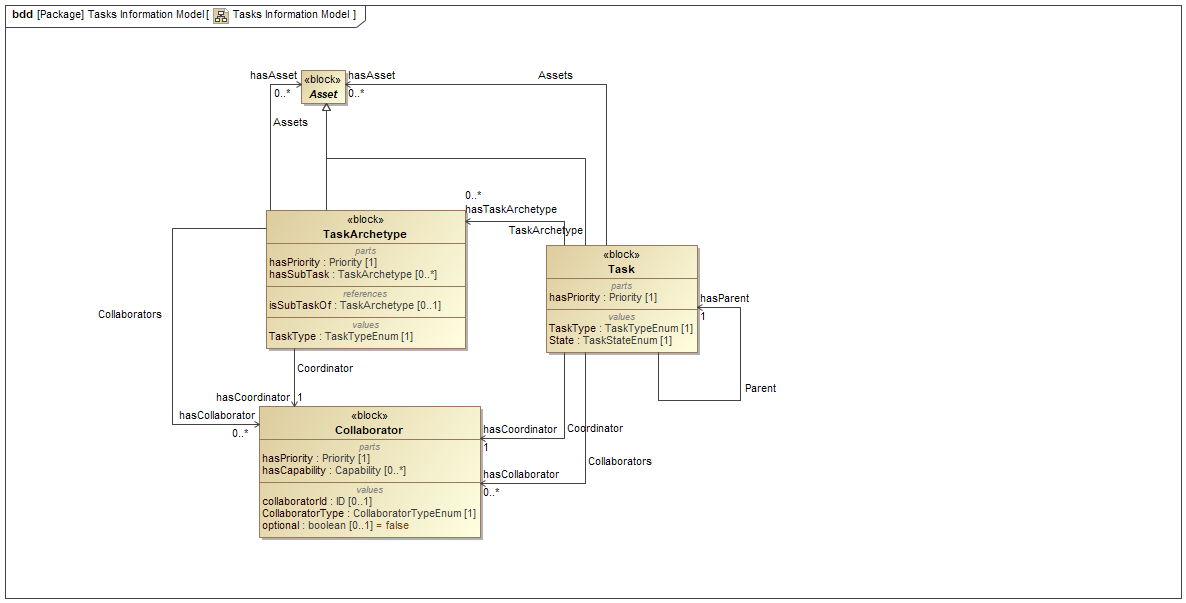 bdd [Package] Tasks Information Model[ Tasks Information Model ]
hasAsset
0..*
Assets
«block»
Asset
hasAsset
0..*
Assets
0..*
hasTaskArchetype
TaskArchetype
«block»
TaskArchetype
parts
hasPriority : Priority [1]
hasSubTask : TaskArchetype [0..*]
references
isSubTaskOf : TaskArchetype [0..1]
values
TaskType : TaskTypeEnum [1]
«block»
Task
parts
hasPriority : Priority [1]
values
TaskType : TaskTypeEnum [1]
State : TaskStateEnum [1]
hasParent
1
Parent
Collaborators
Coordinator
hasCoordinator
1
hasCollaborator
0..*
«block»
Collaborator
parts
hasPriority : Priority [1]
hasCapability : Capability [0..*]
values
collaboratorId : ID [0..1]
CollaboratorType : CollaboratorTypeEnum [1]
optional : boolean [0..1] = false
hasCoordinator
1
Coordinator
Collaborators
hasCollaborator
0..*